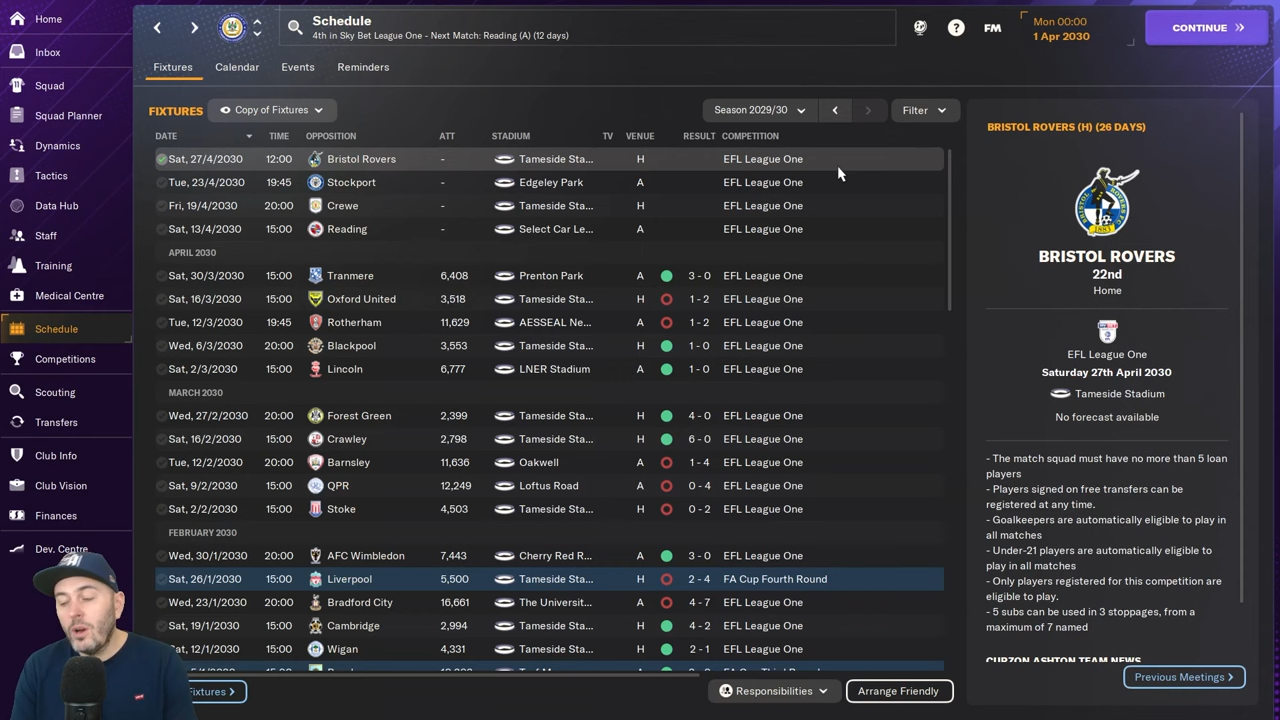 Home
Inbox
Squad
Squad Planner
Dynamics
Tactics
Data Hub
Staff
Training
Medical Centre
Schedule
Competitions
Scouting
Transfers
Club Info
Club Vision
Finances
Dev. Centre
Schedule
4th in Sky Bet League One - Next Match: Reading (A) (12 days)
FM
Mon 00:00
1 Apr 2030
CONTINUE
Fixtures Calendar Events Reminders
FIXTURES Copy of Fixtures Season 2029/30 Filter
DATE TIME OPPOSITION ATT STADIUM TV VENUE RESULT COMPETITION
Sat, 27/4/2030 12:00 Bristol Rovers - Tameside Sta... H EFL League One
Tue, 23/4/2030 19:45 Stockport - Edgeley Park A EFL League One
Fri, 19/4/2030 20:00 Crewe - Tameside Sta... H EFL League One
Sat, 13/4/2030 15:00 Reading - Select Car Le... A EFL League One
APRIL 2030
Sat, 30/3/2030 15:00 Tranmere 6,408 Prenton Park A 3 - 0 EFL League One
Sat, 16/3/2030 15:00 Oxford United 3,518 Tameside Sta... H 1 - 2 EFL League One
Tue, 12/3/2030 19:45 Rotherham 11,629 AESSEAL Ne... A 1 - 2 EFL League One
Wed, 6/3/2030 20:00 Blackpool 3,553 Tameside Sta... H 1 - 0 EFL League One
Sat, 2/3/2030 15:00 Lincoln 6,777 LNER Stadium A 1 - 0 EFL League One
MARCH 2030
Wed, 27/2/2030 20:00 Forest Green 2,399 Tameside Sta... H 4 - 0 EFL League One
Sat, 16/2/2030 15:00 Crawley 2,798 Tameside Sta... H 6 - 0 EFL League One
Tue, 12/2/2030 20:00 Barnsley 11,636 Oakwell A 1 - 4 EFL League One
Sat, 9/2/2030 15:00 QPR 12,249 Loftus Road A 0 - 4 EFL League One
Sat, 2/2/2030 15:00 Stoke 4,503 Tameside Sta... H 0 - 2 EFL League One
FEBRUARY 2030
Wed, 30/1/2030 20:00 AFC Wimbledon 7,443 Cherry Red R... A 3 - 0 EFL League One
Sat, 26/1/2030 15:00 Liverpool 5,500 Tameside Sta... H 2 - 4 FA Cup Fourth Round
Wed, 23/1/2030 20:00 Bradford City 16,661 The Universit... A 4 - 7 EFL League One
Sat, 19/1/2030 15:00 Cambridge 2,994 Tameside Sta... H 4 - 2 EFL League One
Sat, 12/1/2030 15:00 Wigan 4,331 Tameside Sta... H 2 - 1 EFL League One
Fixtures
Responsibilities
Arrange Friendly
BRISTOL ROVERS (H) (26 DAYS)
1883
BRISTOL ROVERS
22nd
Home
EFL League One
Saturday 27th April 2030
Tameside Stadium
No forecast available
- The match squad must have no more than 5 loan
players
- Players signed on free transfers can be
registered at any time.
- Goalkeepers are automatically eligible to play in
all matches
- Under-21 players are automatically eligible to
play in all matches
- Only players registered for this competition are
eligible to play.
- 5 subs can be used in 3 stoppages, from a
maximum of 7 named
CURZON ASHTON TEAM NEWS
Previous Meetings